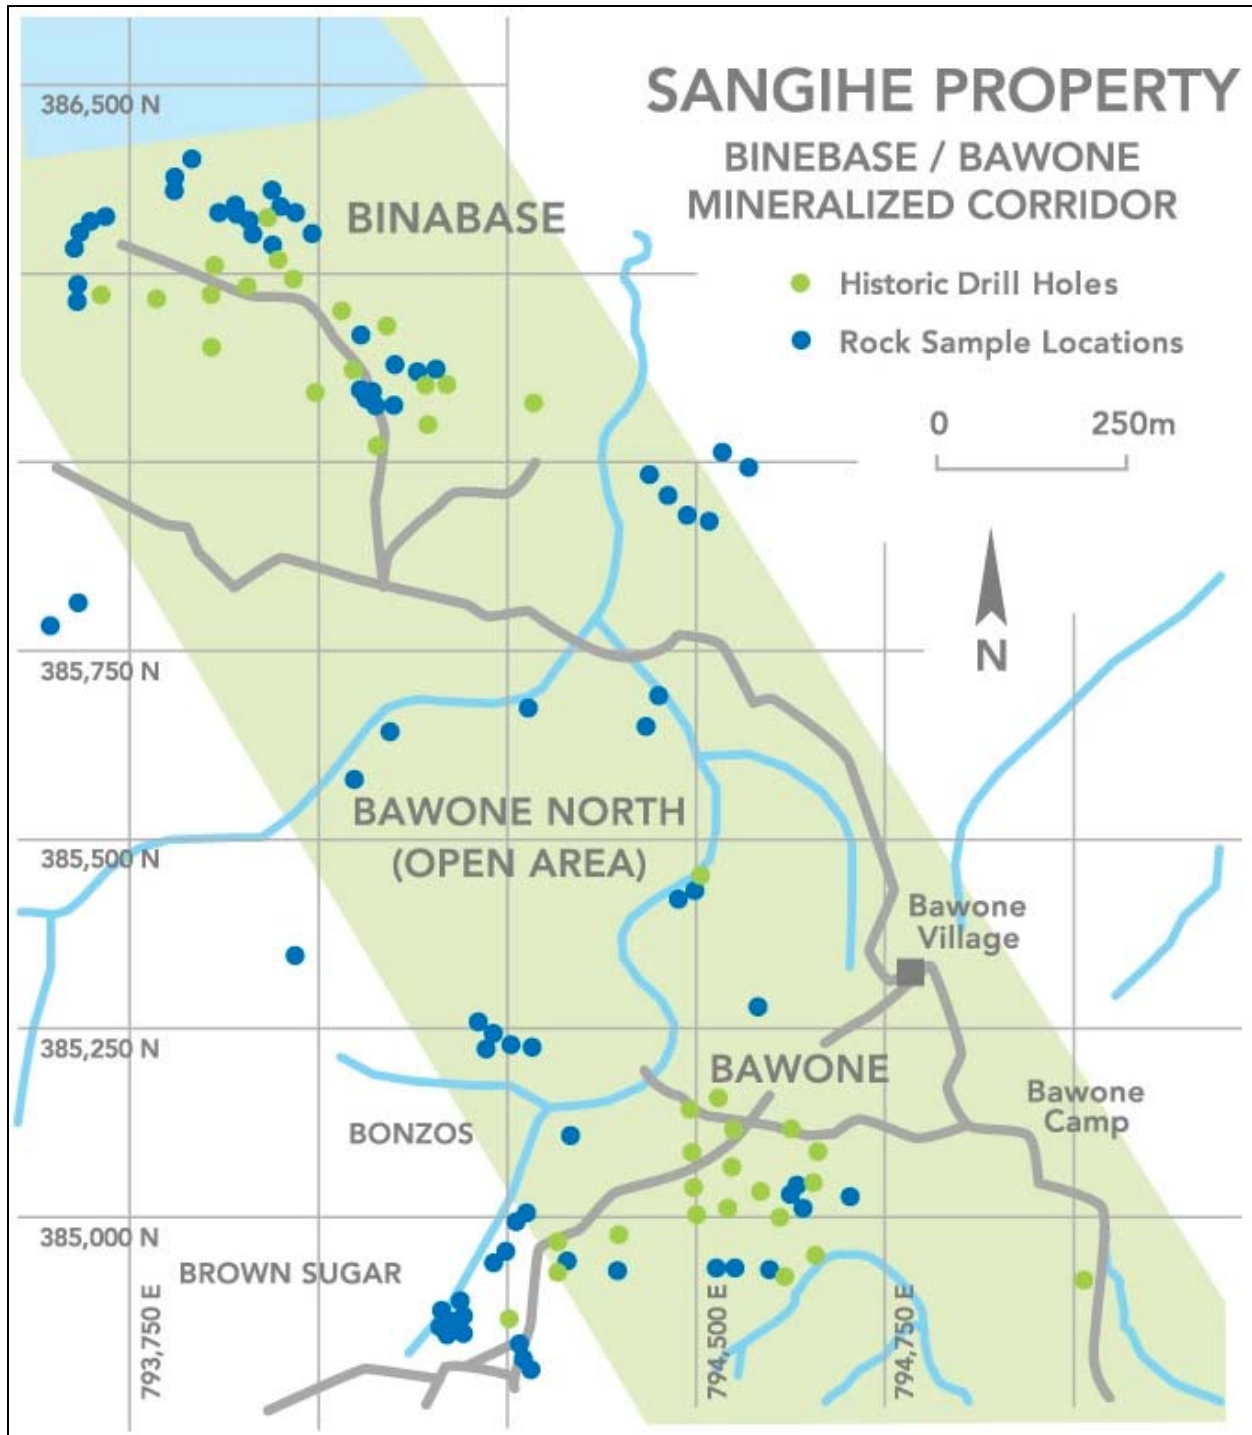 SANGIHE PROPERTY
BINEBASE / BAWONE
MINERALIZED CORRIDOR
386,500 N
BINABASE
Historic Drill Holes
Rock Sample Locations
0 250m
N
385,750 N
BAWONE NORTH
(OPEN AREA)
385,500 N
Bawone
Village
385,250 N
BAWONE
Bawone
Camp
BONZOS
385,000 N
BROWN SUGAR
793,750 E
794,500 E
794,750 E